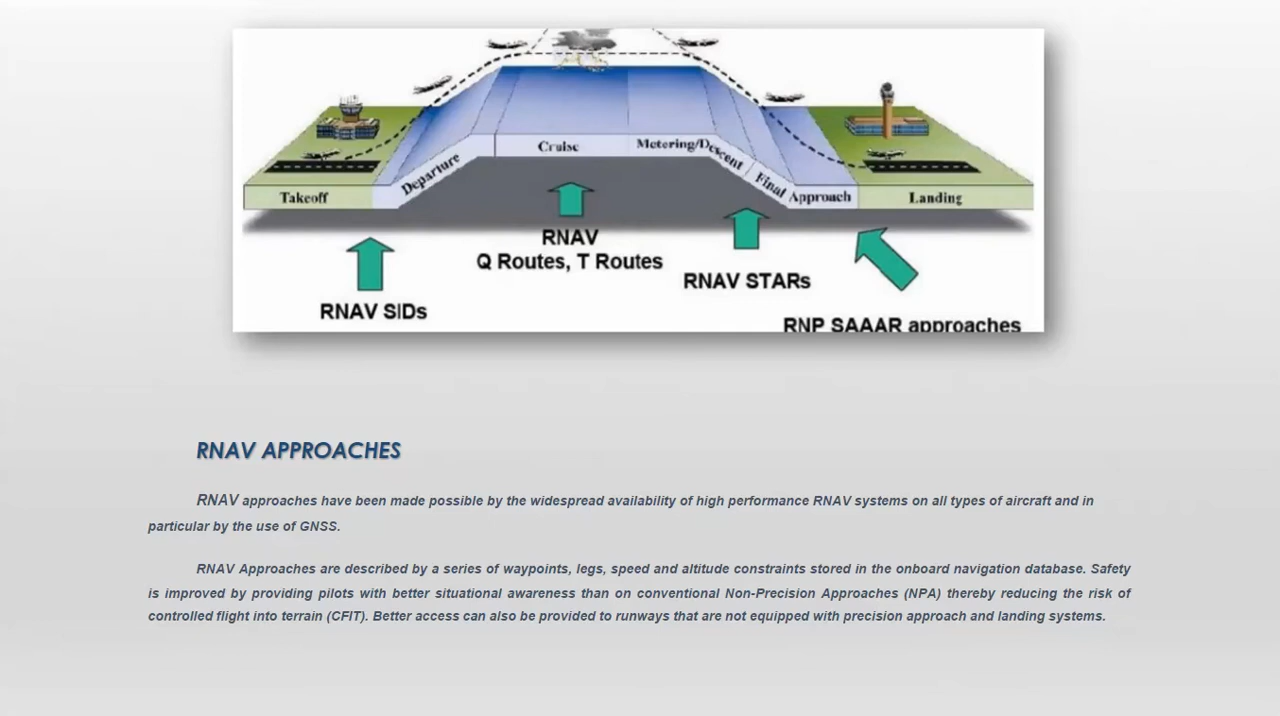 Takeoff
Departure
Cruise
Metering/Descent
Final Approach
Landing
RNAV
Q Routes, T Routes
RNAV STARs
RNAV SIDs
RNP SAAAR approaches
RNAV APPROACHES
RNAV approaches have been made possible by the widespread availability of high performance RNAV systems on all types of aircraft and in
particular by the use of GNSS.
RNAV Approaches are described by a series of waypoints, legs, speed and altitude constraints stored in the onboard navigation database. Safety
is improved by providing pilots with better situational awareness than on conventional Non-Precision Approaches (NPA) thereby reducing the risk of
controlled flight into terrain (CFIT). Better access can also be provided to runways that are not equipped with precision approach and landing systems.